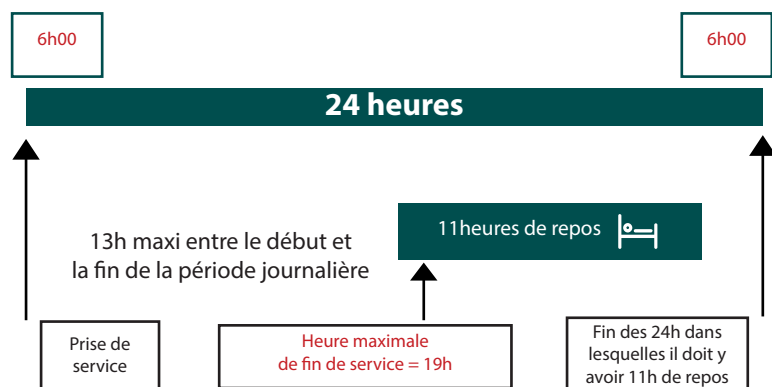 6h00
6h00
24 heures
11heures de repos
13h maxi entre le début et
la fin de la période journalière
Prise de
service
Heure maximale
de fin de service = 19h
Fin des 24h dans
lesquelles il doit y
avoir 11h de repos